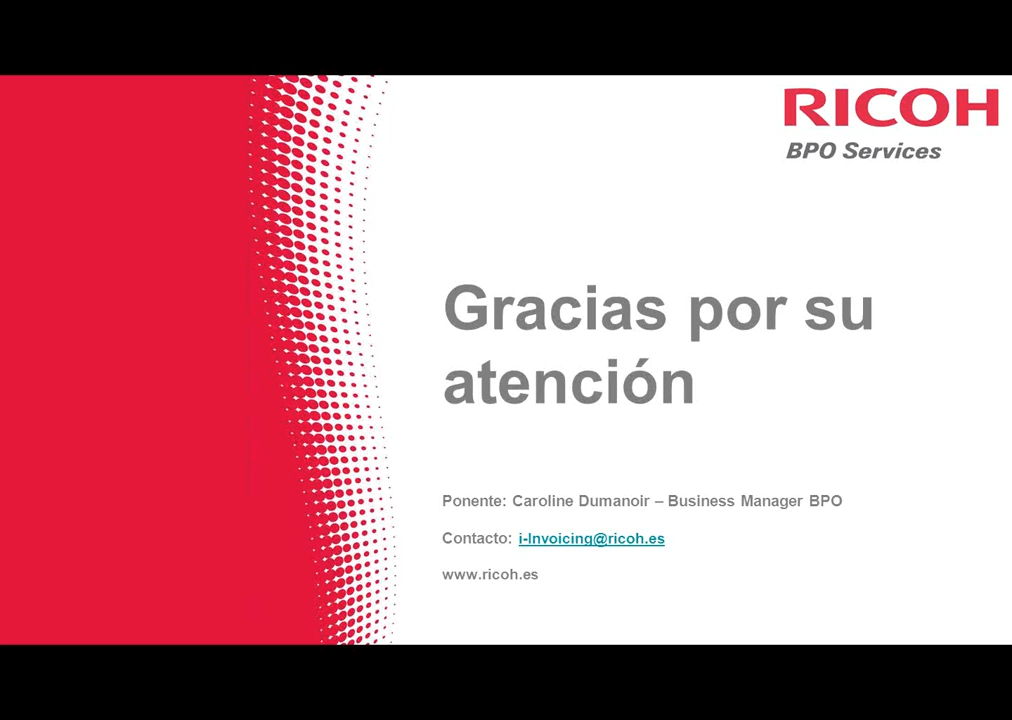 RICOH
BPO Services
Gracias por su
atención
Ponente: Caroline Dumanoir – Business Manager BPO
Contacto: i-Invoicing@ricoh.es
www.ricoh.es